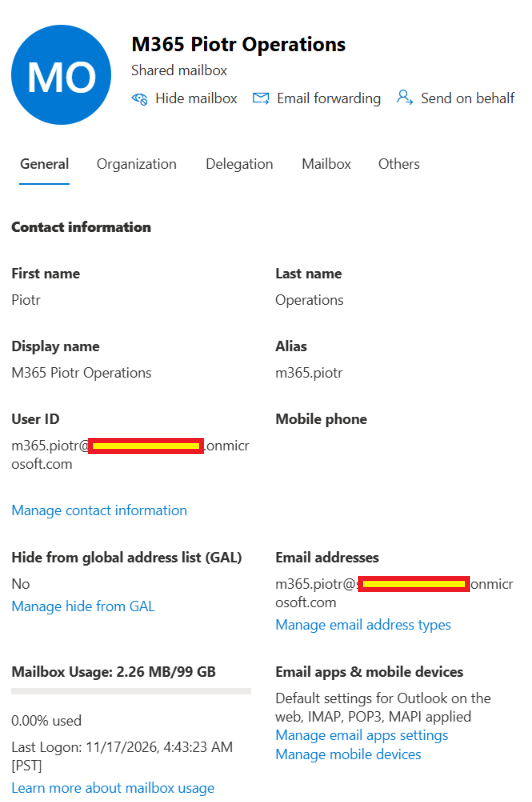 MO
M365 Piotr Operations
Shared mailbox
Hide mailbox Email forwarding Send on behalf
General Organization Delegation Mailbox Others
Contact information
First name
Piotr
Last name
Operations
Display name
M365 Piotr Operations
Alias
m365.piotr
User ID
m365.piotr@ .onmicr
osoft.com
Mobile phone
Manage contact information
Hide from global address list (GAL)
No
Manage hide from GAL
Email addresses
m365.piotr@ onmicr
osoft.com
Manage email address types
Mailbox Usage: 2.26 MB/99 GB
0.00% used
Last Logon: 11/17/2026, 4:43:23 AM
[PST]
Learn more about mailbox usage
Email apps & mobile devices
Default settings for Outlook on the
web, IMAP, POP3, MAPI applied
Manage email apps settings
Manage mobile devices